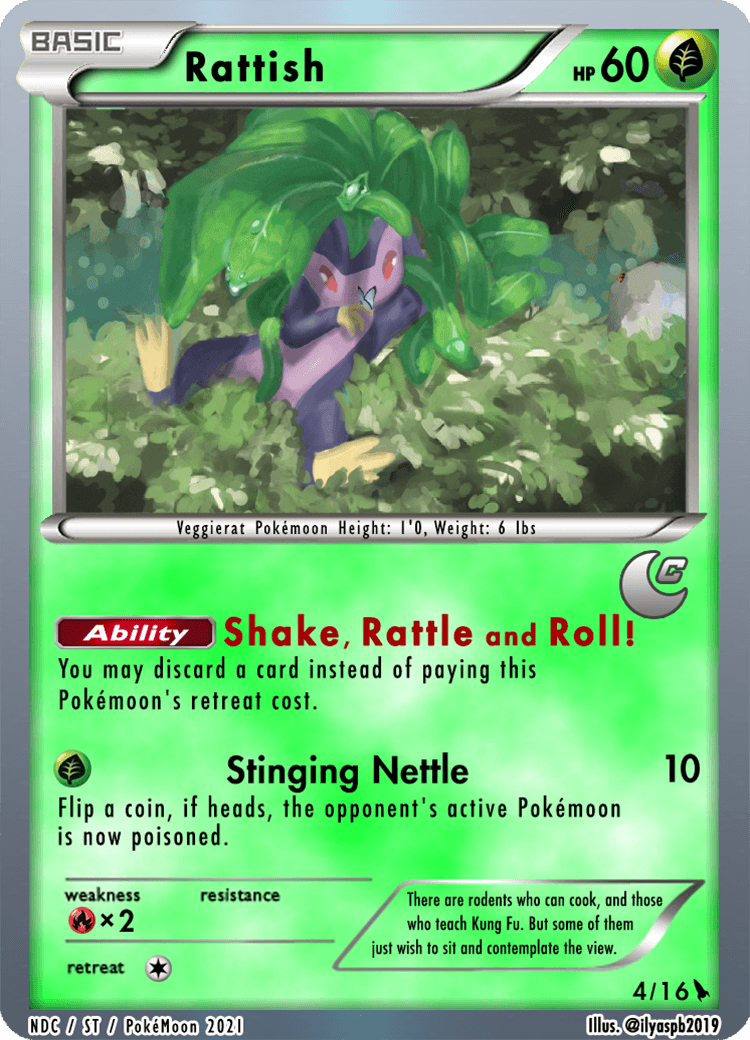 BASIC
Rattish
HP 60
Veggierat Pokémoon Height: 1'0, Weight: 6 lbs
C
Ability Shake, Rattle and Roll!
You may discard a card instead of paying this
Pokémoon's retreat cost.
Stinging Nettle 10
Flip a coin, if heads, the opponent's active Pokémoon
is now poisoned.
weakness resistance
×2
There are rodents who can cook, and those
who teach Kung Fu. But some of them
just wish to sit and contemplate the view.
retreat
4/16
NDC / ST / PokéMoon 2021
Illus. @ilyaspb2019